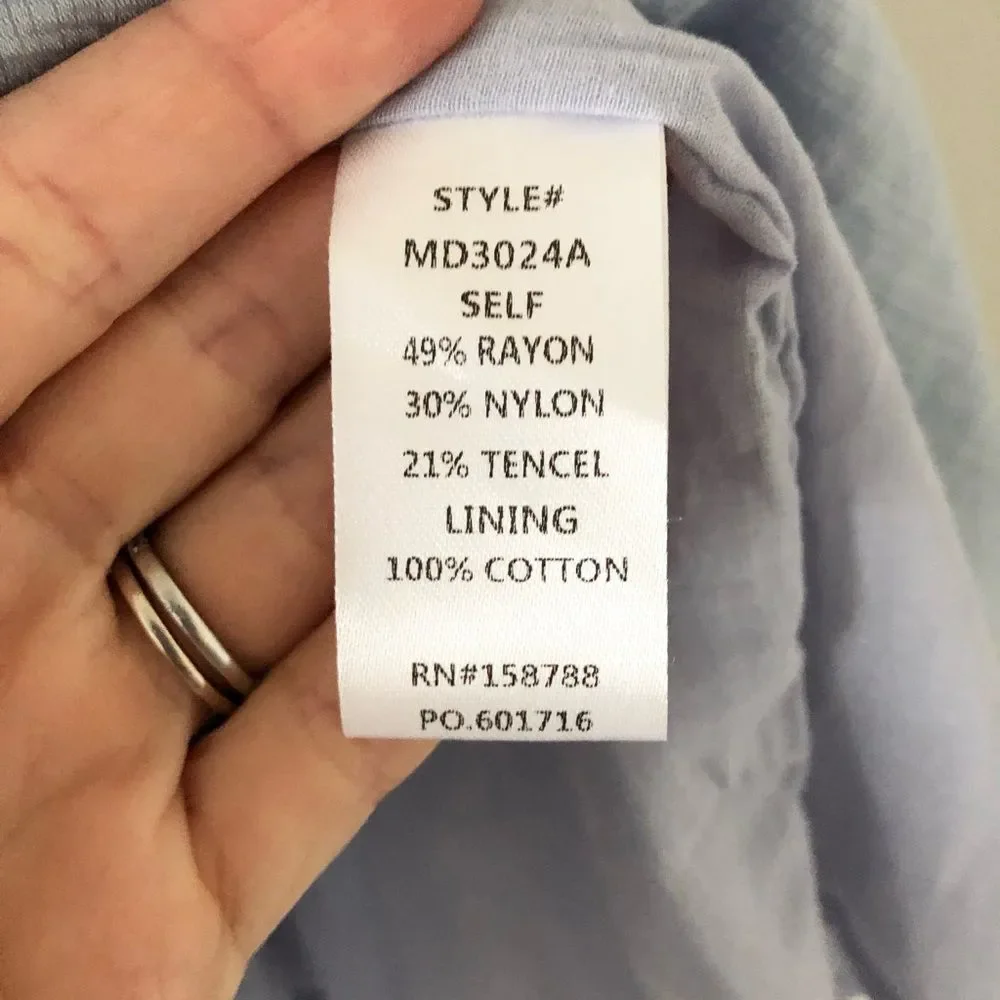 STYLE#
MD3024A
SELF
49% RAYON
30% NYLON
21% TENCEL
LINING
100% COTTON
RN#158788
PO.601716